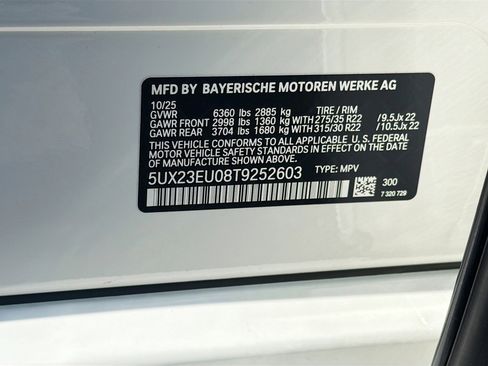 MFD BY BAYERISCHE MOTOREN WERKE AG
10/25
GVWR 6360 lbs 2885 kg TIRE / RIM
GAWR FRONT 2998 lbs 1360 kg WITH 275/35 R22 / 9.5Jx 22
GAWR REAR 3704 lbs 1680 kg WITH 315/30 R22 / 10.5Jx 22
THIS VEHICLE CONFORMS TO ALL APPLICABLE U. S. FEDERAL
MOTOR VEHICLE SAFETY STANDARDS IN EFFECT ON THE DATE
OF MANUFACTURE SHOWN ABOVE.
5UX23EU08T9252603 TYPE: MPV
300
7 320 729